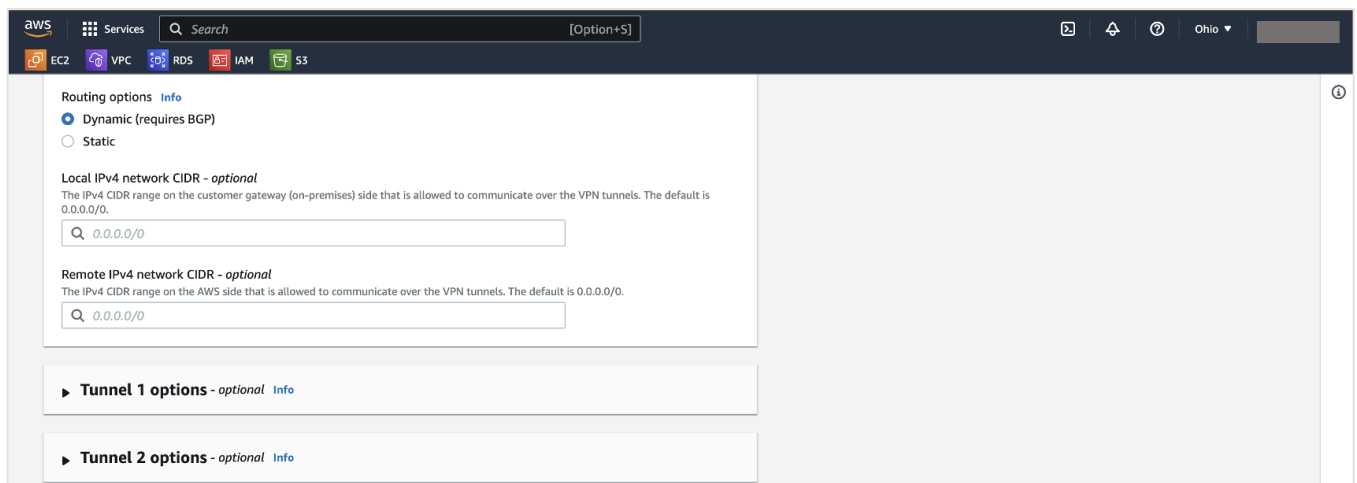 aws Services Search [Option+S] Ohio
EC2 VPC RDS IAM S3
Routing options Info
Dynamic (requires BGP)
Static
Local IPv4 network CIDR - optional
The IPv4 CIDR range on the customer gateway (on-premises) side that is allowed to communicate over the VPN tunnels. The default is
0.0.0.0/0.
0.0.0.0/0
Remote IPv4 network CIDR - optional
The IPv4 CIDR range on the AWS side that is allowed to communicate over the VPN tunnels. The default is 0.0.0.0/0.
0.0.0.0/0
Tunnel 1 options - optional Info
Tunnel 2 options - optional Info